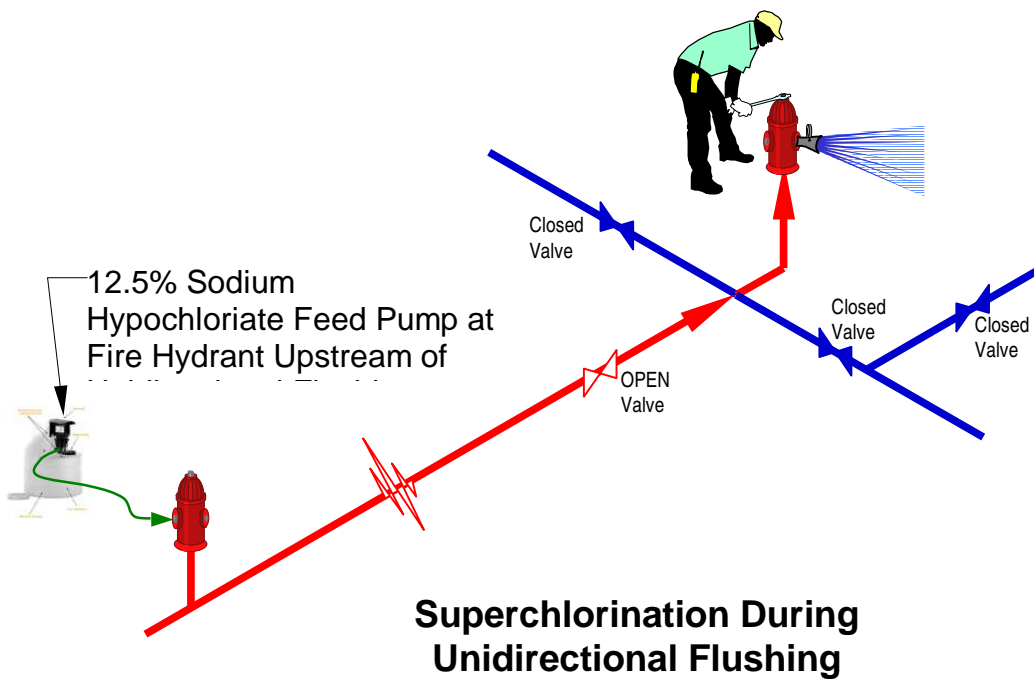 Closed
Valve
12.5% Sodium
Hypochloriate Feed Pump at
Fire Hydrant Upstream of
Closed
Valve
Closed
Valve
OPEN
Valve
Superchlorination During
Unidirectional Flushing